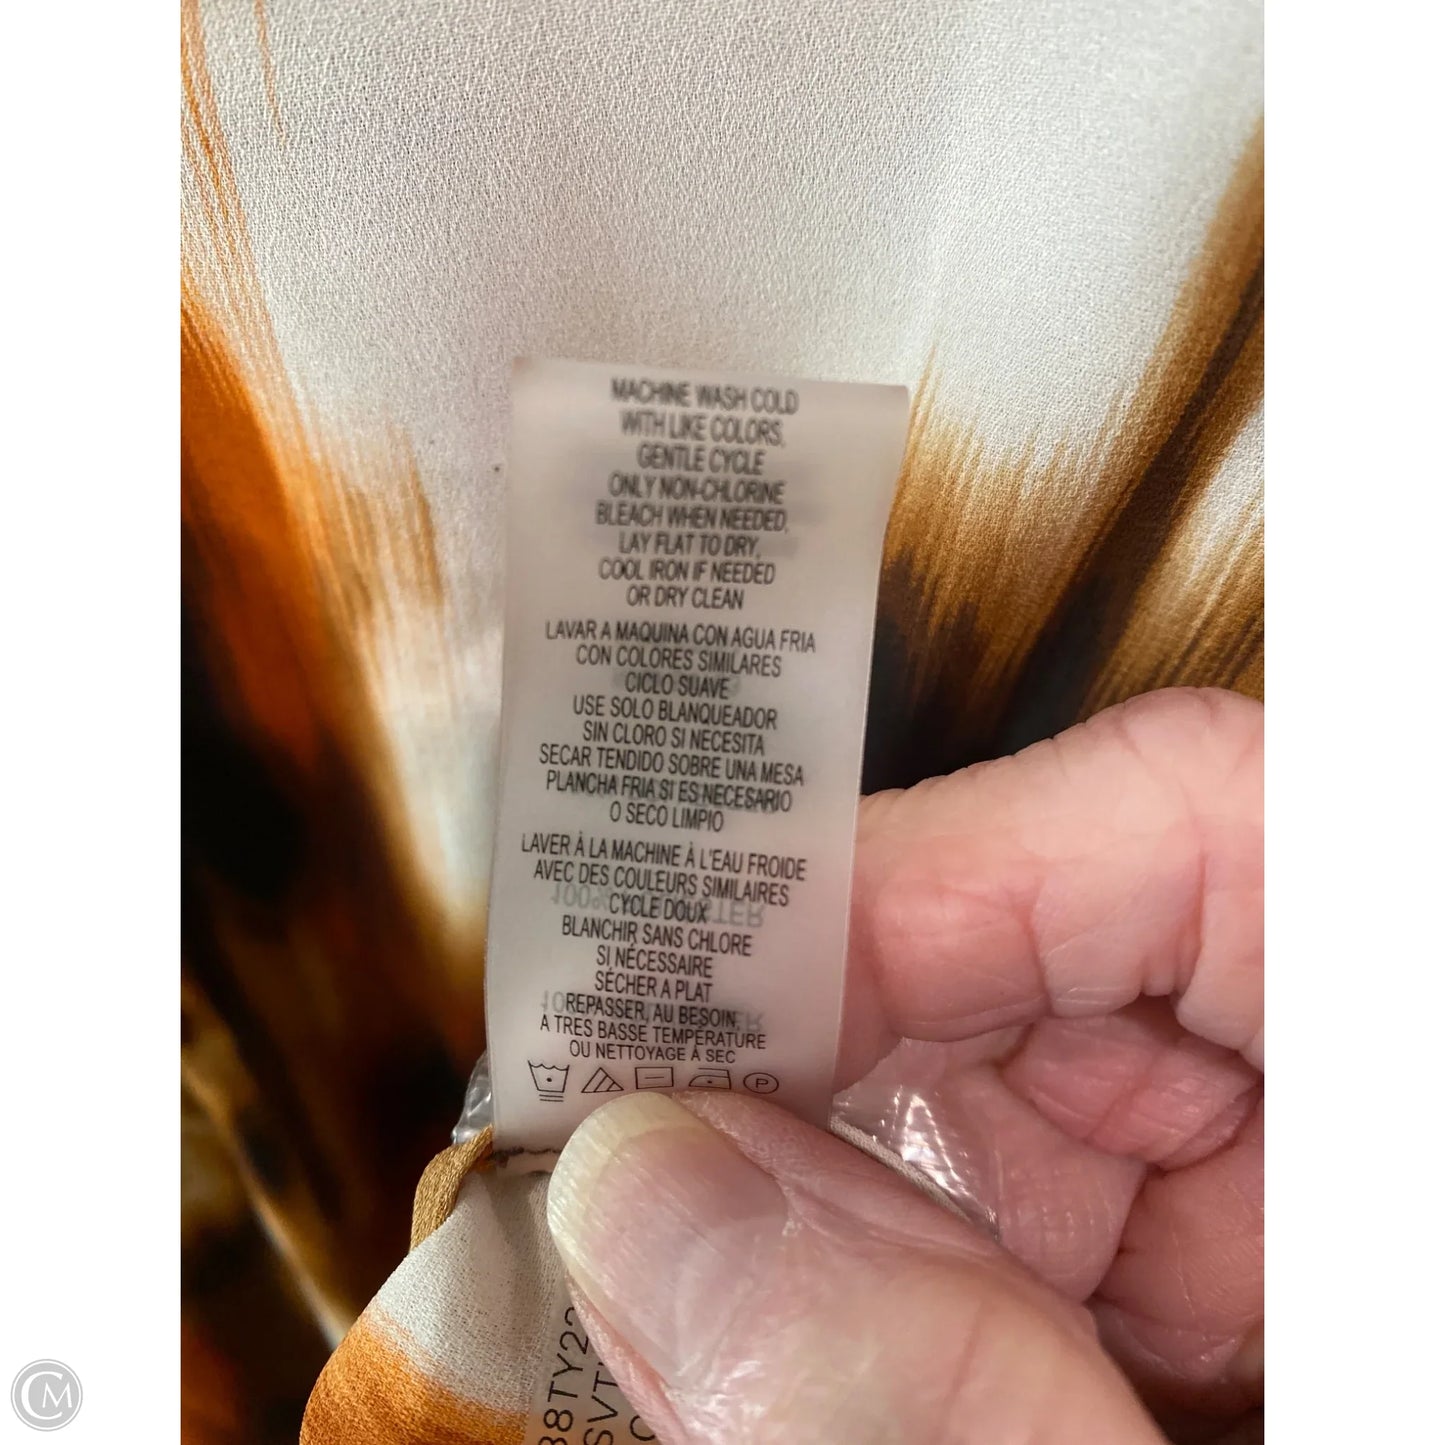 MACHINE WASH COLD
WITH LIKE COLORS,
GENTLE CYCLE
ONLY NON-CHLORINE
BLEACH WHEN NEEDED,
LAY FLAT TO DRY,
COOL IRON IF NEEDED
OR DRY CLEAN
LAVAR A MAQUINA CON AGUA FRIA
CON COLORES SIMILARES
CICLO SUAVE
USE SOLO BLANQUEADOR
SIN CLORO SI NECESITA
SECAR TENDIDO SOBRE UNA MESA
PLANCHA FRIA SI ES NECESARIO
O SECO LIMPIO
LAVER À LA MACHINE À L'EAU FROIDE
AVEC DES COULEURS SIMILAIRES
CYCLE DOUX
BLANCHIR SANS CHLORE
SI NÉCESSAIRE
SÉCHER A PLAT
REPASSER, AU BESOIN,
A TRES BASSE TEMPÉRATURE
OU NETTOYAGE À SEC
P
38TY22
SVT
CM